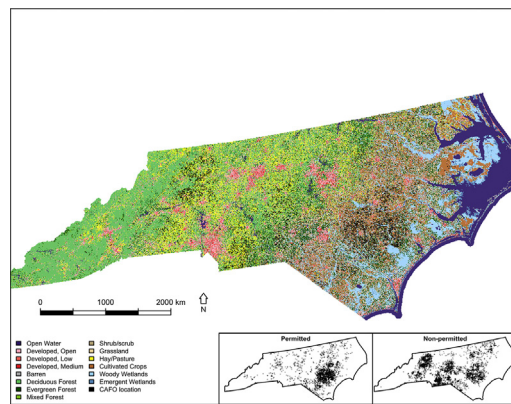 0 1000 2000 km
N
Open Water
Developed, Open
Developed, Low
Developed, Medium
Barren
Deciduous Forest
Evergreen Forest
Mixed Forest
Shrub/scrub
Grassland
Hay/Pasture
Cultivated Crops
Woody Wetlands
Emergent Wetlands
CAFO location
Permitted
Non-permitted